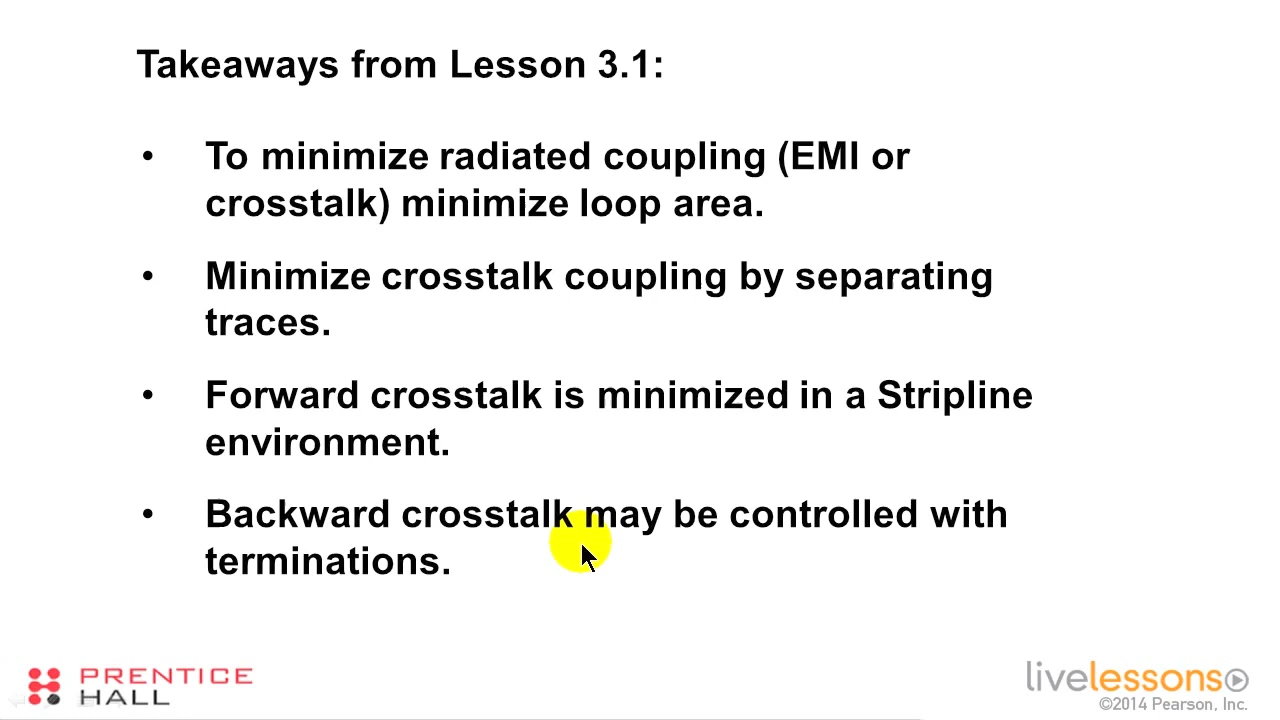 Takeaways from Lesson 3.1:
• To minimize radiated coupling (EMI or
crosstalk) minimize loop area.
• Minimize crosstalk coupling by separating
traces.
• Forward crosstalk is minimized in a Stripline
environment.
• Backward crosstalk may be controlled with
terminations.
PRENTICE
HALL
livelessons
©2014 Pearson, Inc.